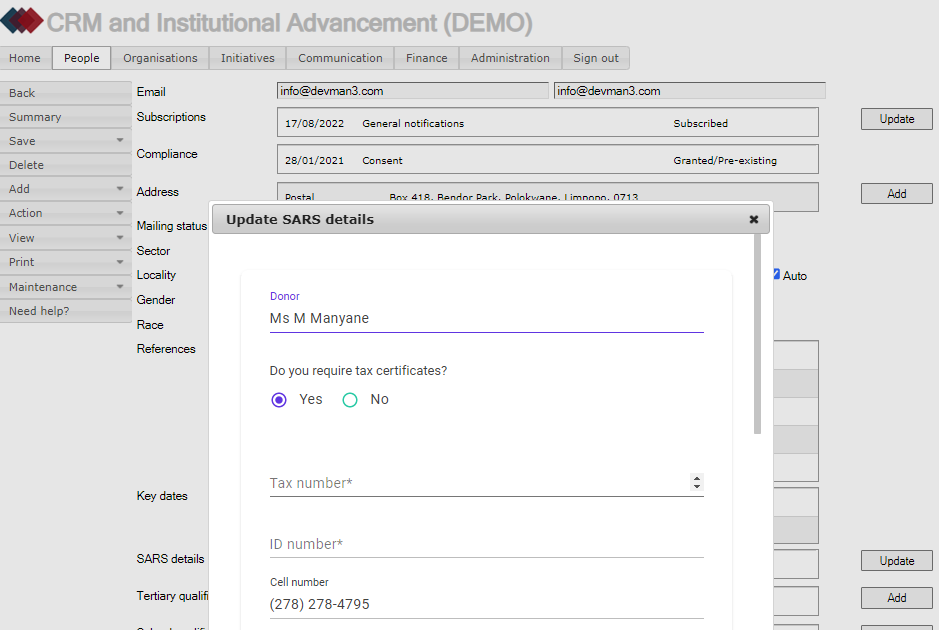 CRM and Institutional Advancement (DEMO)
Home People Organisations Initiatives Communication Finance Administration Sign out
Back
Summary
Save
Delete
Add
Action
View
Print
Maintenance
Need help?
Email info@devman3.com info@devman3.com
Subscriptions 17/08/2022 General notifications Subscribed Update
Compliance 28/01/2021 Consent Granted/Pre-existing
Address Postal Box 418, Bendor Park, Polokwane, Limpopo, 0713 Add
Mailing status
Sector
Locality Auto
Gender
Race
References
Key dates
SARS details Update
Tertiary qualifi Add
Update SARS details
Donor
Ms M Manyane
Do you require tax certificates?
Yes No
Tax number*
ID number*
Cell number
(278) 278-4795